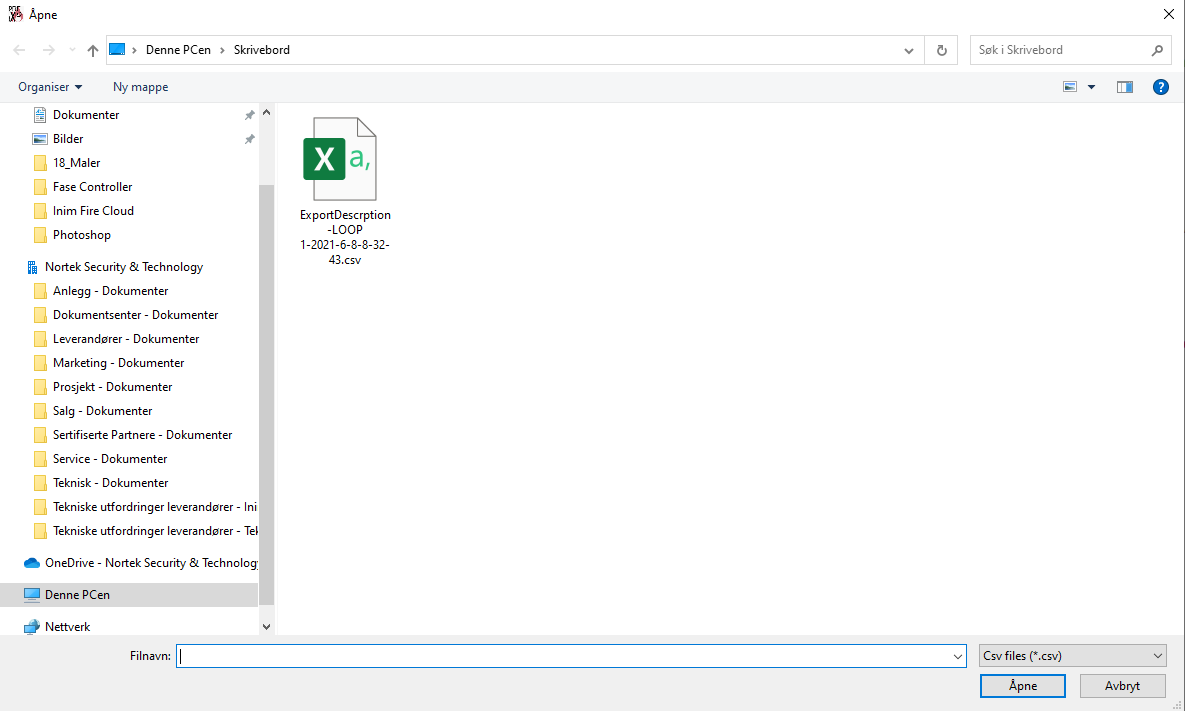 Åpne
Denne PCen > Skrivebord
Søk i Skrivebord
Organiser
Ny mappe
?
Dokumenter
Bilder
18_Maler
Fase Controller
Inim Fire Cloud
Photoshop
Nortek Security & Technology
Anlegg - Dokumenter
Dokumentsenter - Dokumenter
Leverandører - Dokumenter
Marketing - Dokumenter
Prosjekt - Dokumenter
Salg - Dokumenter
Sertifiserte Partnere - Dokumenter
Service - Dokumenter
Teknisk - Dokumenter
Tekniske utfordringer leverandører - Ini
Tekniske utfordringer leverandører - Tek
OneDrive - Nortek Security & Technology
Denne PCen
Nettverk
X a,
ExportDescrption
-LOOP
1-2021-6-8-8-32-
43.csv
Filnavn:
Csv files (*.csv)
Åpne
Avbryt